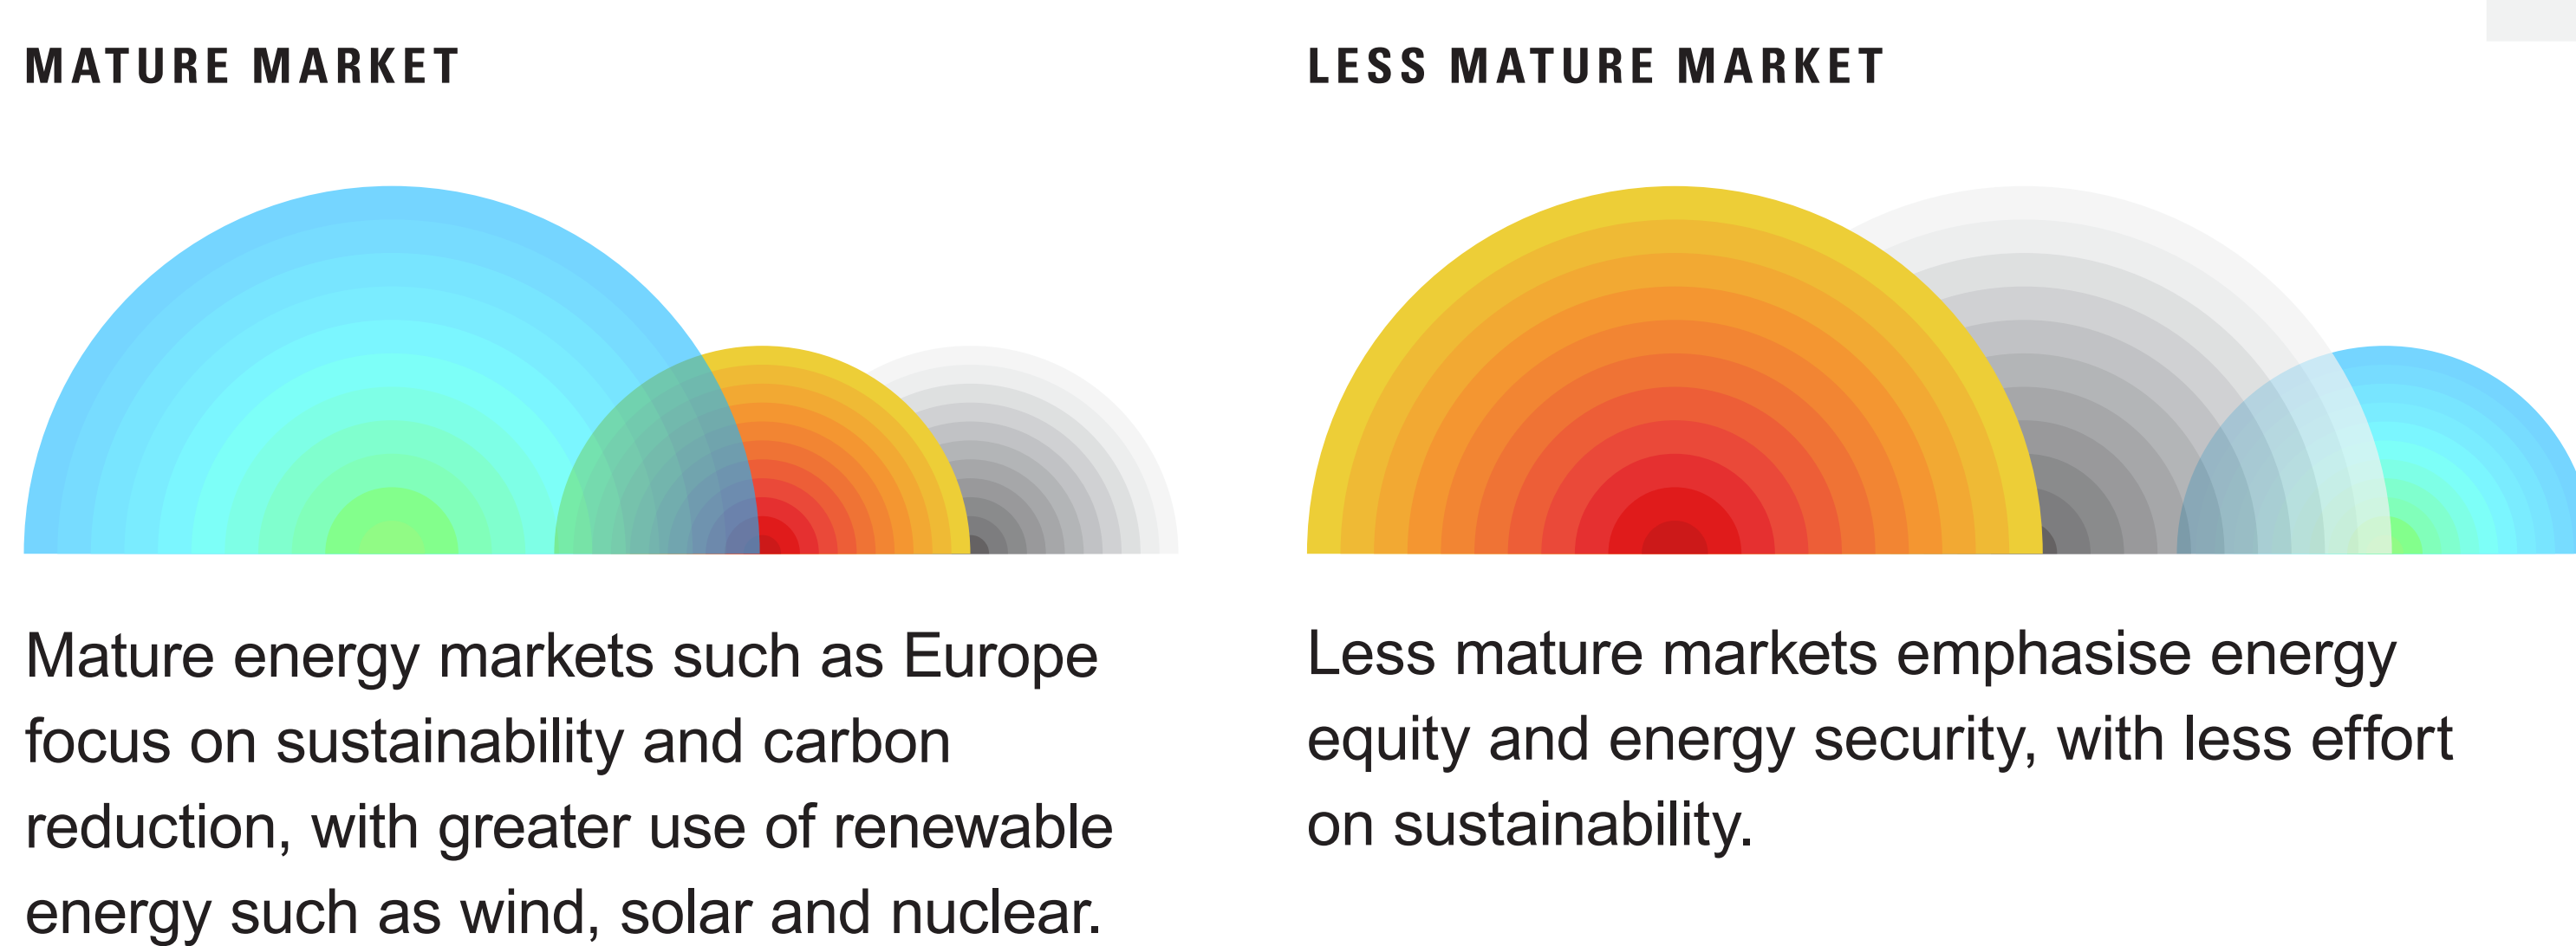 MATURE MARKET
Mature energy markets such as Europe
focus on sustainability and carbon
reduction, with greater use of renewable
energy such as wind, solar and nuclear.
LESS MATURE MARKET
Less mature markets emphasise energy
equity and energy security, with less effort
on sustainability.